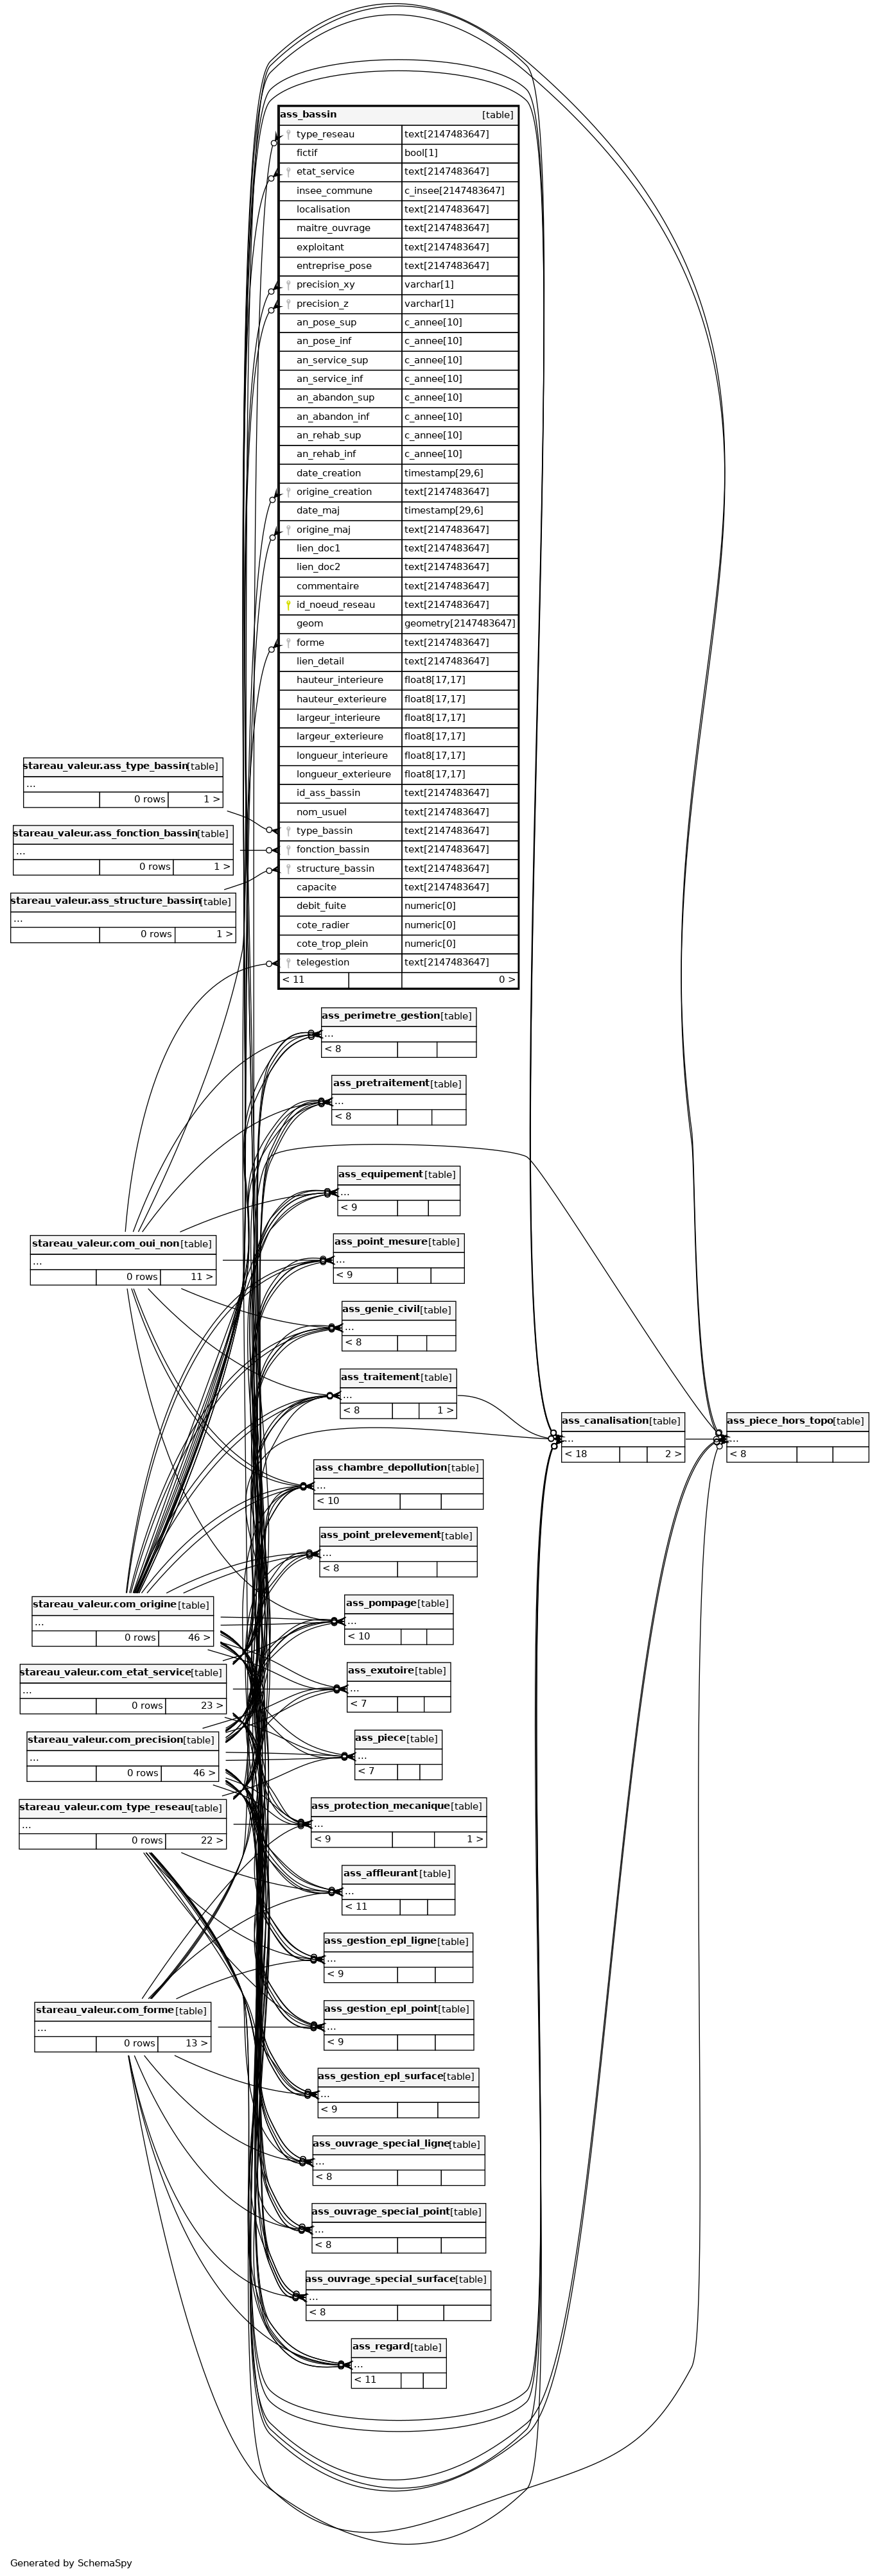 ass_bassin [table]
type_reseau text[2147483647]
fictif bool[1]
etat_service text[2147483647]
insee_commune c_insee[2147483647]
localisation text[2147483647]
maitre_ouvrage text[2147483647]
exploitant text[2147483647]
entreprise_pose text[2147483647]
precision_xy varchar[1]
precision_z varchar[1]
an_pose_sup c_annee[10]
an_pose_inf c_annee[10]
an_service_sup c_annee[10]
an_service_inf c_annee[10]
an_abandon_sup c_annee[10]
an_abandon_inf c_annee[10]
an_rehab_sup c_annee[10]
an_rehab_inf c_annee[10]
date_creation timestamp[29,6]
origine_creation text[2147483647]
date_maj timestamp[29,6]
origine_maj text[2147483647]
lien_doc1 text[2147483647]
lien_doc2 text[2147483647]
commentaire text[2147483647]
id_noeud_reseau text[2147483647]
geom geometry[2147483647]
forme text[2147483647]
lien_detail text[2147483647]
hauteur_interieure float8[17,17]
hauteur_exterieure float8[17,17]
largeur_interieure float8[17,17]
largeur_exterieure float8[17,17]
longueur_interieure float8[17,17]
longueur_exterieure float8[17,17]
id_ass_bassin text[2147483647]
nom_usuel text[2147483647]
type_bassin text[2147483647]
fonction_bassin text[2147483647]
structure_bassin text[2147483647]
capacite text[2147483647]
debit_fuite numeric[0]
cote_radier numeric[0]
cote_trop_plein numeric[0]
telegestion text[2147483647]
< 11 0 >
stareau_valeur.ass_type_bassin [table]
...
0 rows 1 >
stareau_valeur.ass_fonction_bassin [table]
...
0 rows 1 >
stareau_valeur.ass_structure_bassin [table]
...
0 rows 1 >
stareau_valeur.com_oui_non [table]
...
0 rows 11 >
stareau_valeur.com_origine [table]
...
0 rows 46 >
stareau_valeur.com_etat_service [table]
...
0 rows 23 >
stareau_valeur.com_precision [table]
...
0 rows 46 >
stareau_valeur.com_type_reseau [table]
...
0 rows 22 >
stareau_valeur.com_forme [table]
...
0 rows 13 >
ass_perimetre_gestion [table]
...
< 8
ass_pretraitement [table]
...
< 8
ass_equipement [table]
...
< 9
ass_point_mesure [table]
...
< 9
ass_genie_civil [table]
...
< 8
ass_traitement [table]
...
< 8 1 >
ass_chambre_depollution [table]
...
< 10
ass_point_prelevement [table]
...
< 8
ass_pompage [table]
...
< 10
ass_exutoire [table]
...
< 7
ass_piece [table]
...
< 7
ass_protection_mecanique [table]
...
< 9 1 >
ass_affleurant [table]
...
< 11
ass_gestion_epl_ligne [table]
...
< 9
ass_gestion_epl_point [table]
...
< 9
ass_gestion_epl_surface [table]
...
< 9
ass_ouvrage_special_ligne [table]
...
< 8
ass_ouvrage_special_point [table]
...
< 8
ass_ouvrage_special_surface [table]
...
< 8
ass_regard [table]
...
< 11
ass_canalisation [table]
...
< 18 2 >
ass_piece_hors_topo [table]
...
< 8
Generated by SchemaSpy